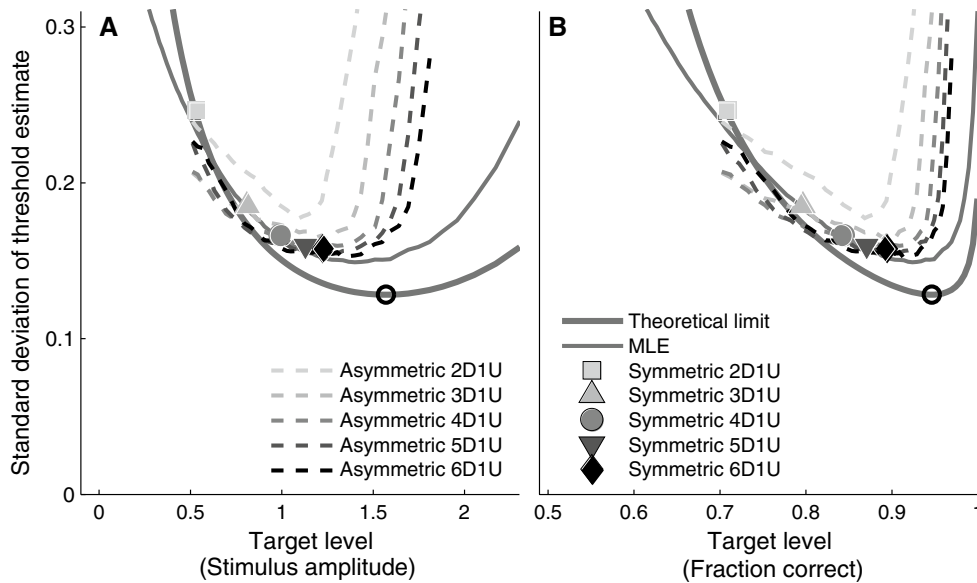 A
B
Standard deviation of threshold estimate
0.3
0.2
0.1
0
Asymmetric 2D1U
Asymmetric 3D1U
Asymmetric 4D1U
Asymmetric 5D1U
Asymmetric 6D1U
0 0.5 1 1.5 2
Target level
(Stimulus amplitude)
Theoretical limit
MLE
Symmetric 2D1U
Symmetric 3D1U
Symmetric 4D1U
Symmetric 5D1U
Symmetric 6D1U
0.5 0.6 0.7 0.8 0.9 1
Target level
(Fraction correct)